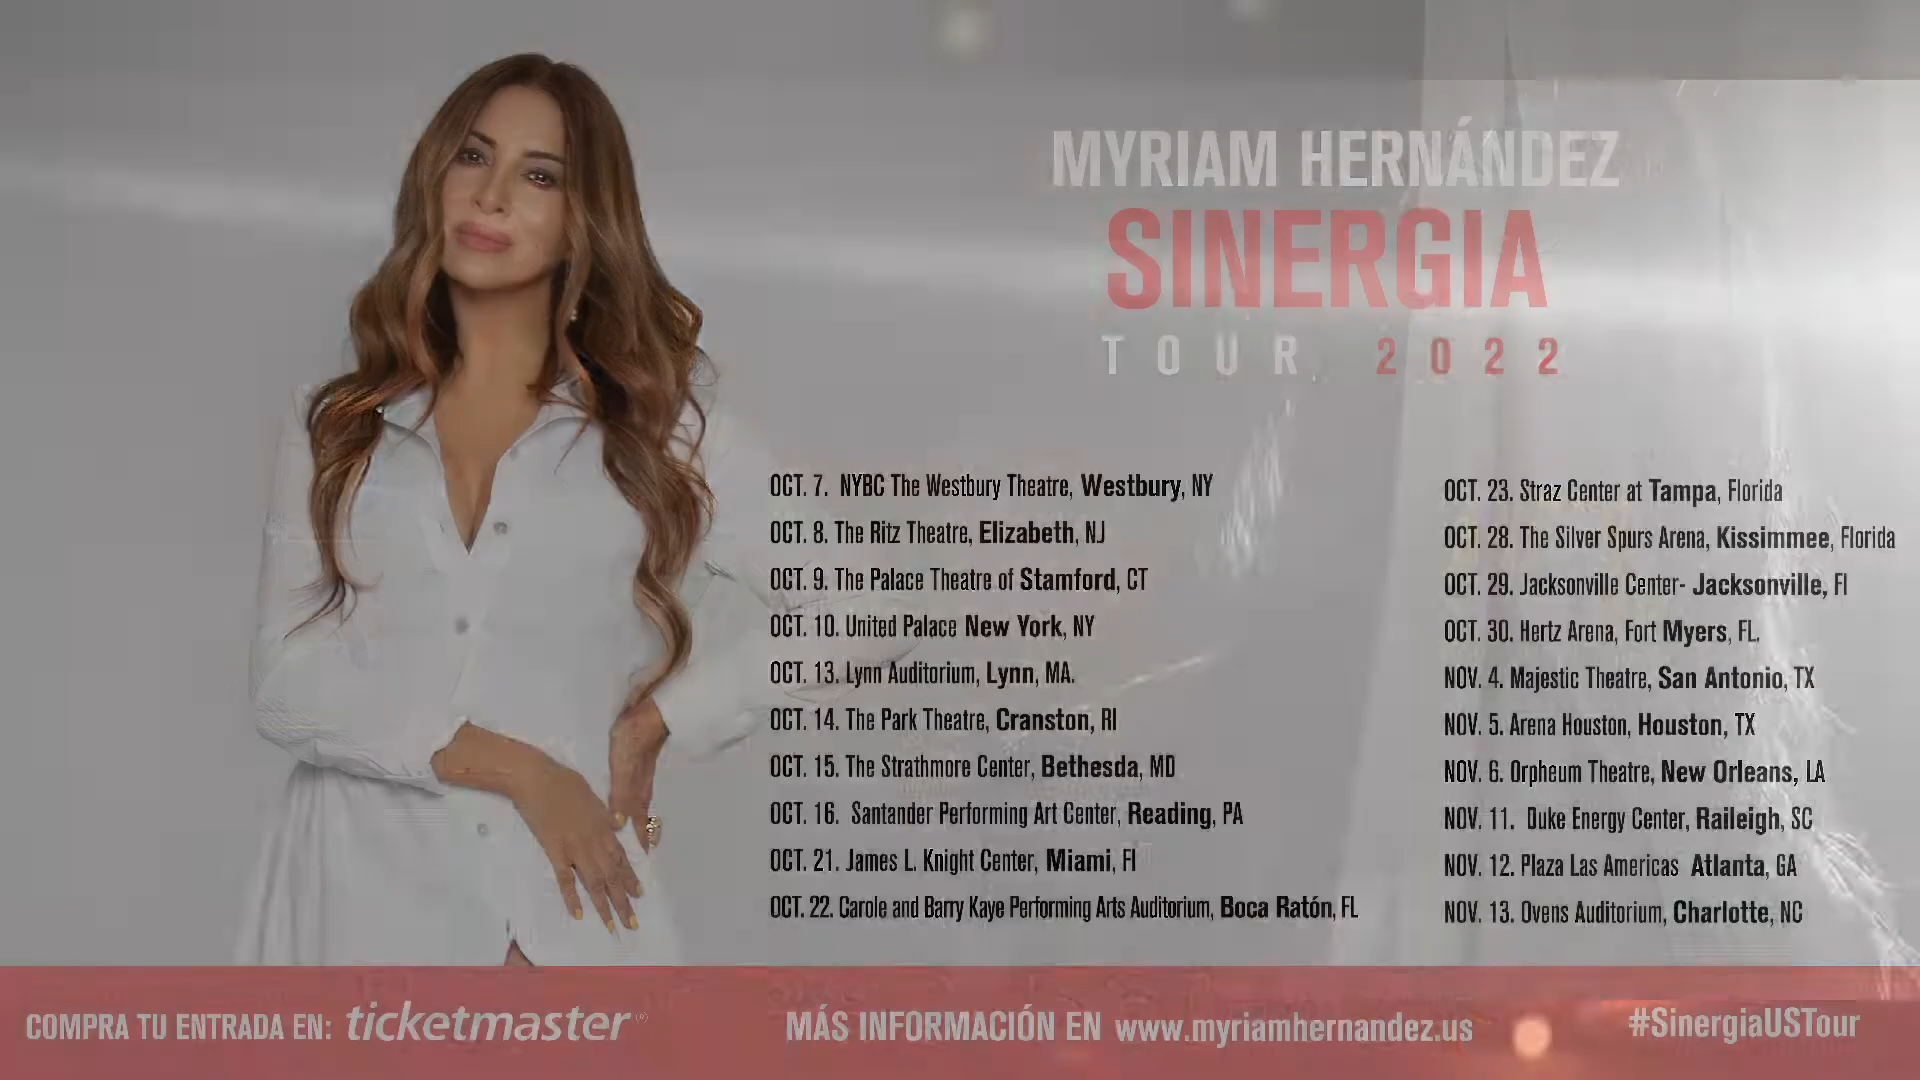 MYRIAM HERNÁNDEZ
SINERGIA
TOUR 2022
OCT. 7. NYBC The Westbury Theatre, Westbury, NY
OCT. 8. The Ritz Theatre, Elizabeth, NJ
OCT. 9. The Palace Theatre of Stamford, CT
OCT. 10. United Palace New York, NY
OCT. 13. Lynn Auditorium, Lynn, MA.
OCT. 14. The Park Theatre, Cranston, RI
OCT. 15. The Strathmore Center, Bethesda, MD
OCT. 16. Santander Performing Art Center, Reading, PA
OCT. 21. James L. Knight Center, Miami, Fl
OCT. 22. Carole and Barry Kaye Performing Arts Auditorium, Boca Ratón, FL
OCT. 23. Straz Center at Tampa, Florida
OCT. 28. The Silver Spurs Arena, Kissimmee, Florida
OCT. 29. Jacksonville Center- Jacksonville, Fl
OCT. 30. Hertz Arena, Fort Myers, FL.
NOV. 4. Majestic Theatre, San Antonio, TX
NOV. 5. Arena Houston, Houston, TX
NOV. 6. Orpheum Theatre, New Orleans, LA
NOV. 11. Duke Energy Center, Raileigh, SC
NOV. 12. Plaza Las Americas Atlanta, GA
NOV. 13. Ovens Auditorium, Charlotte, NC
COMPRA TU ENTRADA EN: ticketmaster®
MÁS INFORMACIÓN EN www.myriamhernandez.us
#SinergiaUSTour